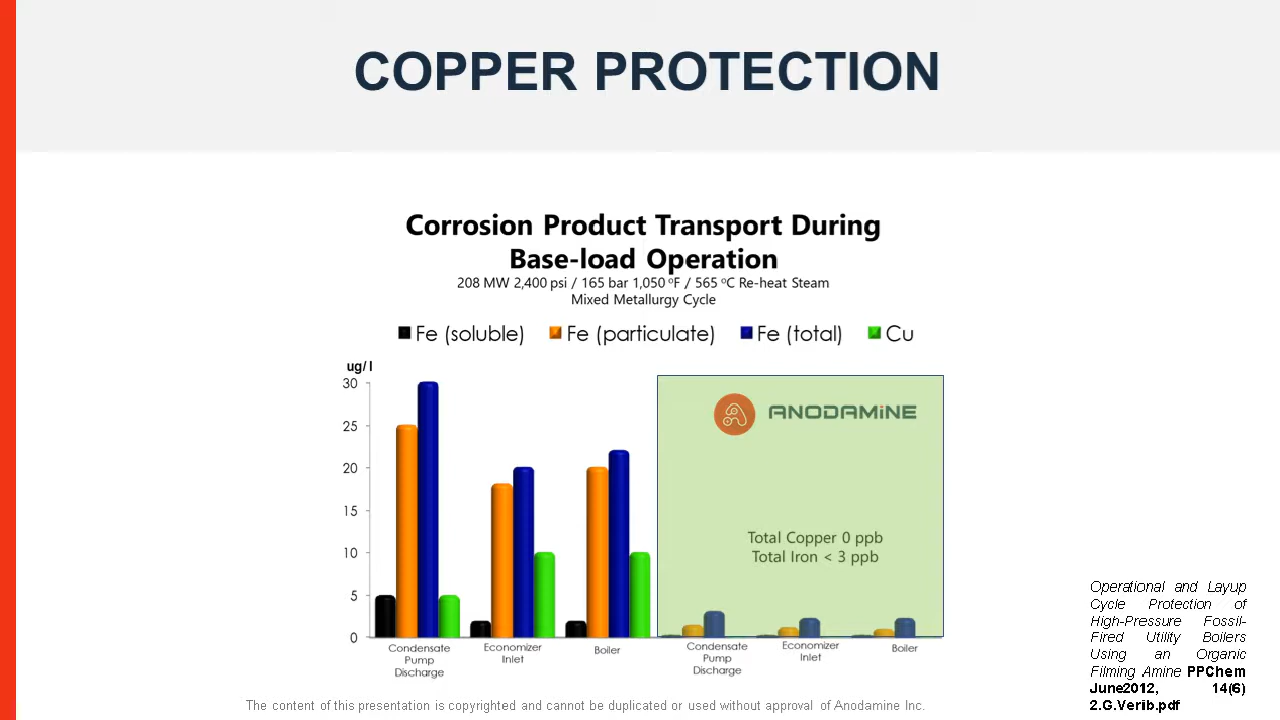 COPPER PROTECTION
Corrosion Product Transport During
Base-load Operation
208 MW 2,400 psi / 165 bar 1,050 ºF / 565 ºC Re-heat Steam
Mixed Metallurgy Cycle
Fe (soluble) Fe (particulate) Fe (total) Cu
ug/l
30
25
20
15
10
5
0
ANODAMINE
Total Copper 0 ppb
Total Iron < 3 ppb
Condensate
Pump
Discharge
Economizer
Inlet
Boiler
Condensate
Pump
Discharge
Economizer
Inlet
Boiler
Operational and Layup
Cycle Protection of
High-Pressure Fossil-
Fired Utility Boilers
Using an Organic
Filming Amine PPChem
June2012, 14(6)
2.G.Verib.pdf
The content of this presentation is copyrighted and cannot be duplicated or used without approval of Anodamine Inc.